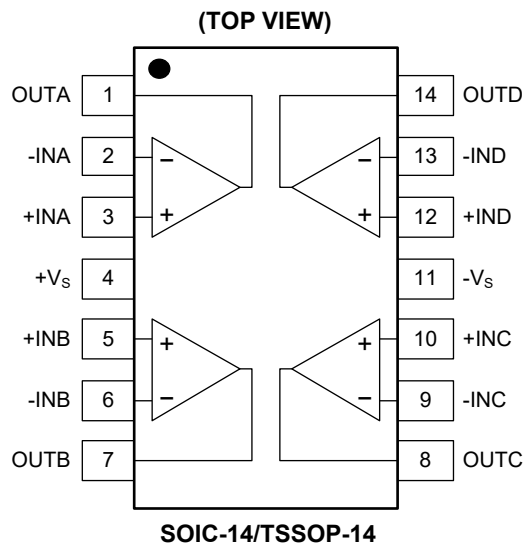 (TOP VIEW)
OUTA 1 14 OUTD
-INA 2 − − 13 -IND
+INA 3 + + 12 +IND
+VS 4 11 -VS
+INB 5 + + 10 +INC
-INB 6 − − 9 -INC
OUTB 7 8 OUTC
SOIC-14/TSSOP-14